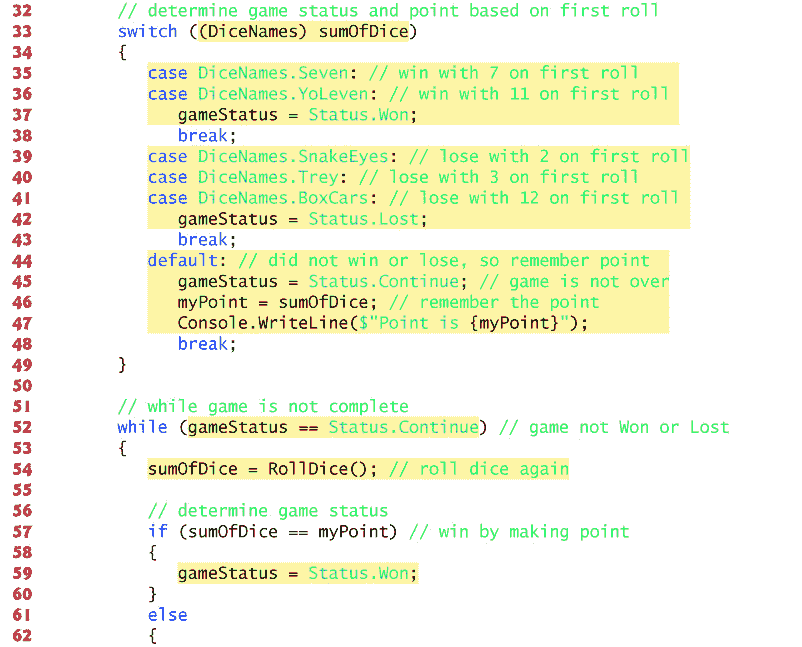 32 // determine game status and point based on first roll
33 switch ((DiceNames) sumOfDice)
34 {
35 case DiceNames.Seven: // win with 7 on first roll
36 case DiceNames.YoLeven: // win with 11 on first roll
37 gameStatus = Status.Won;
38 break;
39 case DiceNames.SnakeEyes: // lose with 2 on first roll
40 case DiceNames.Trey: // lose with 3 on first roll
41 case DiceNames.BoxCars: // lose with 12 on first roll
42 gameStatus = Status.Lost;
43 break;
44 default: // did not win or lose, so remember point
45 gameStatus = Status.Continue; // game is not over
46 myPoint = sumOfDice; // remember the point
47 Console.WriteLine($"Point is {myPoint}");
48 break;
49 }
50
51 // while game is not complete
52 while (gameStatus == Status.Continue) // game not Won or Lost
53 {
54 sumOfDice = RollDice(); // roll dice again
55
56 // determine game status
57 if (sumOfDice == myPoint) // win by making point
58 {
59 gameStatus = Status.Won;
60 }
61 else
62 {